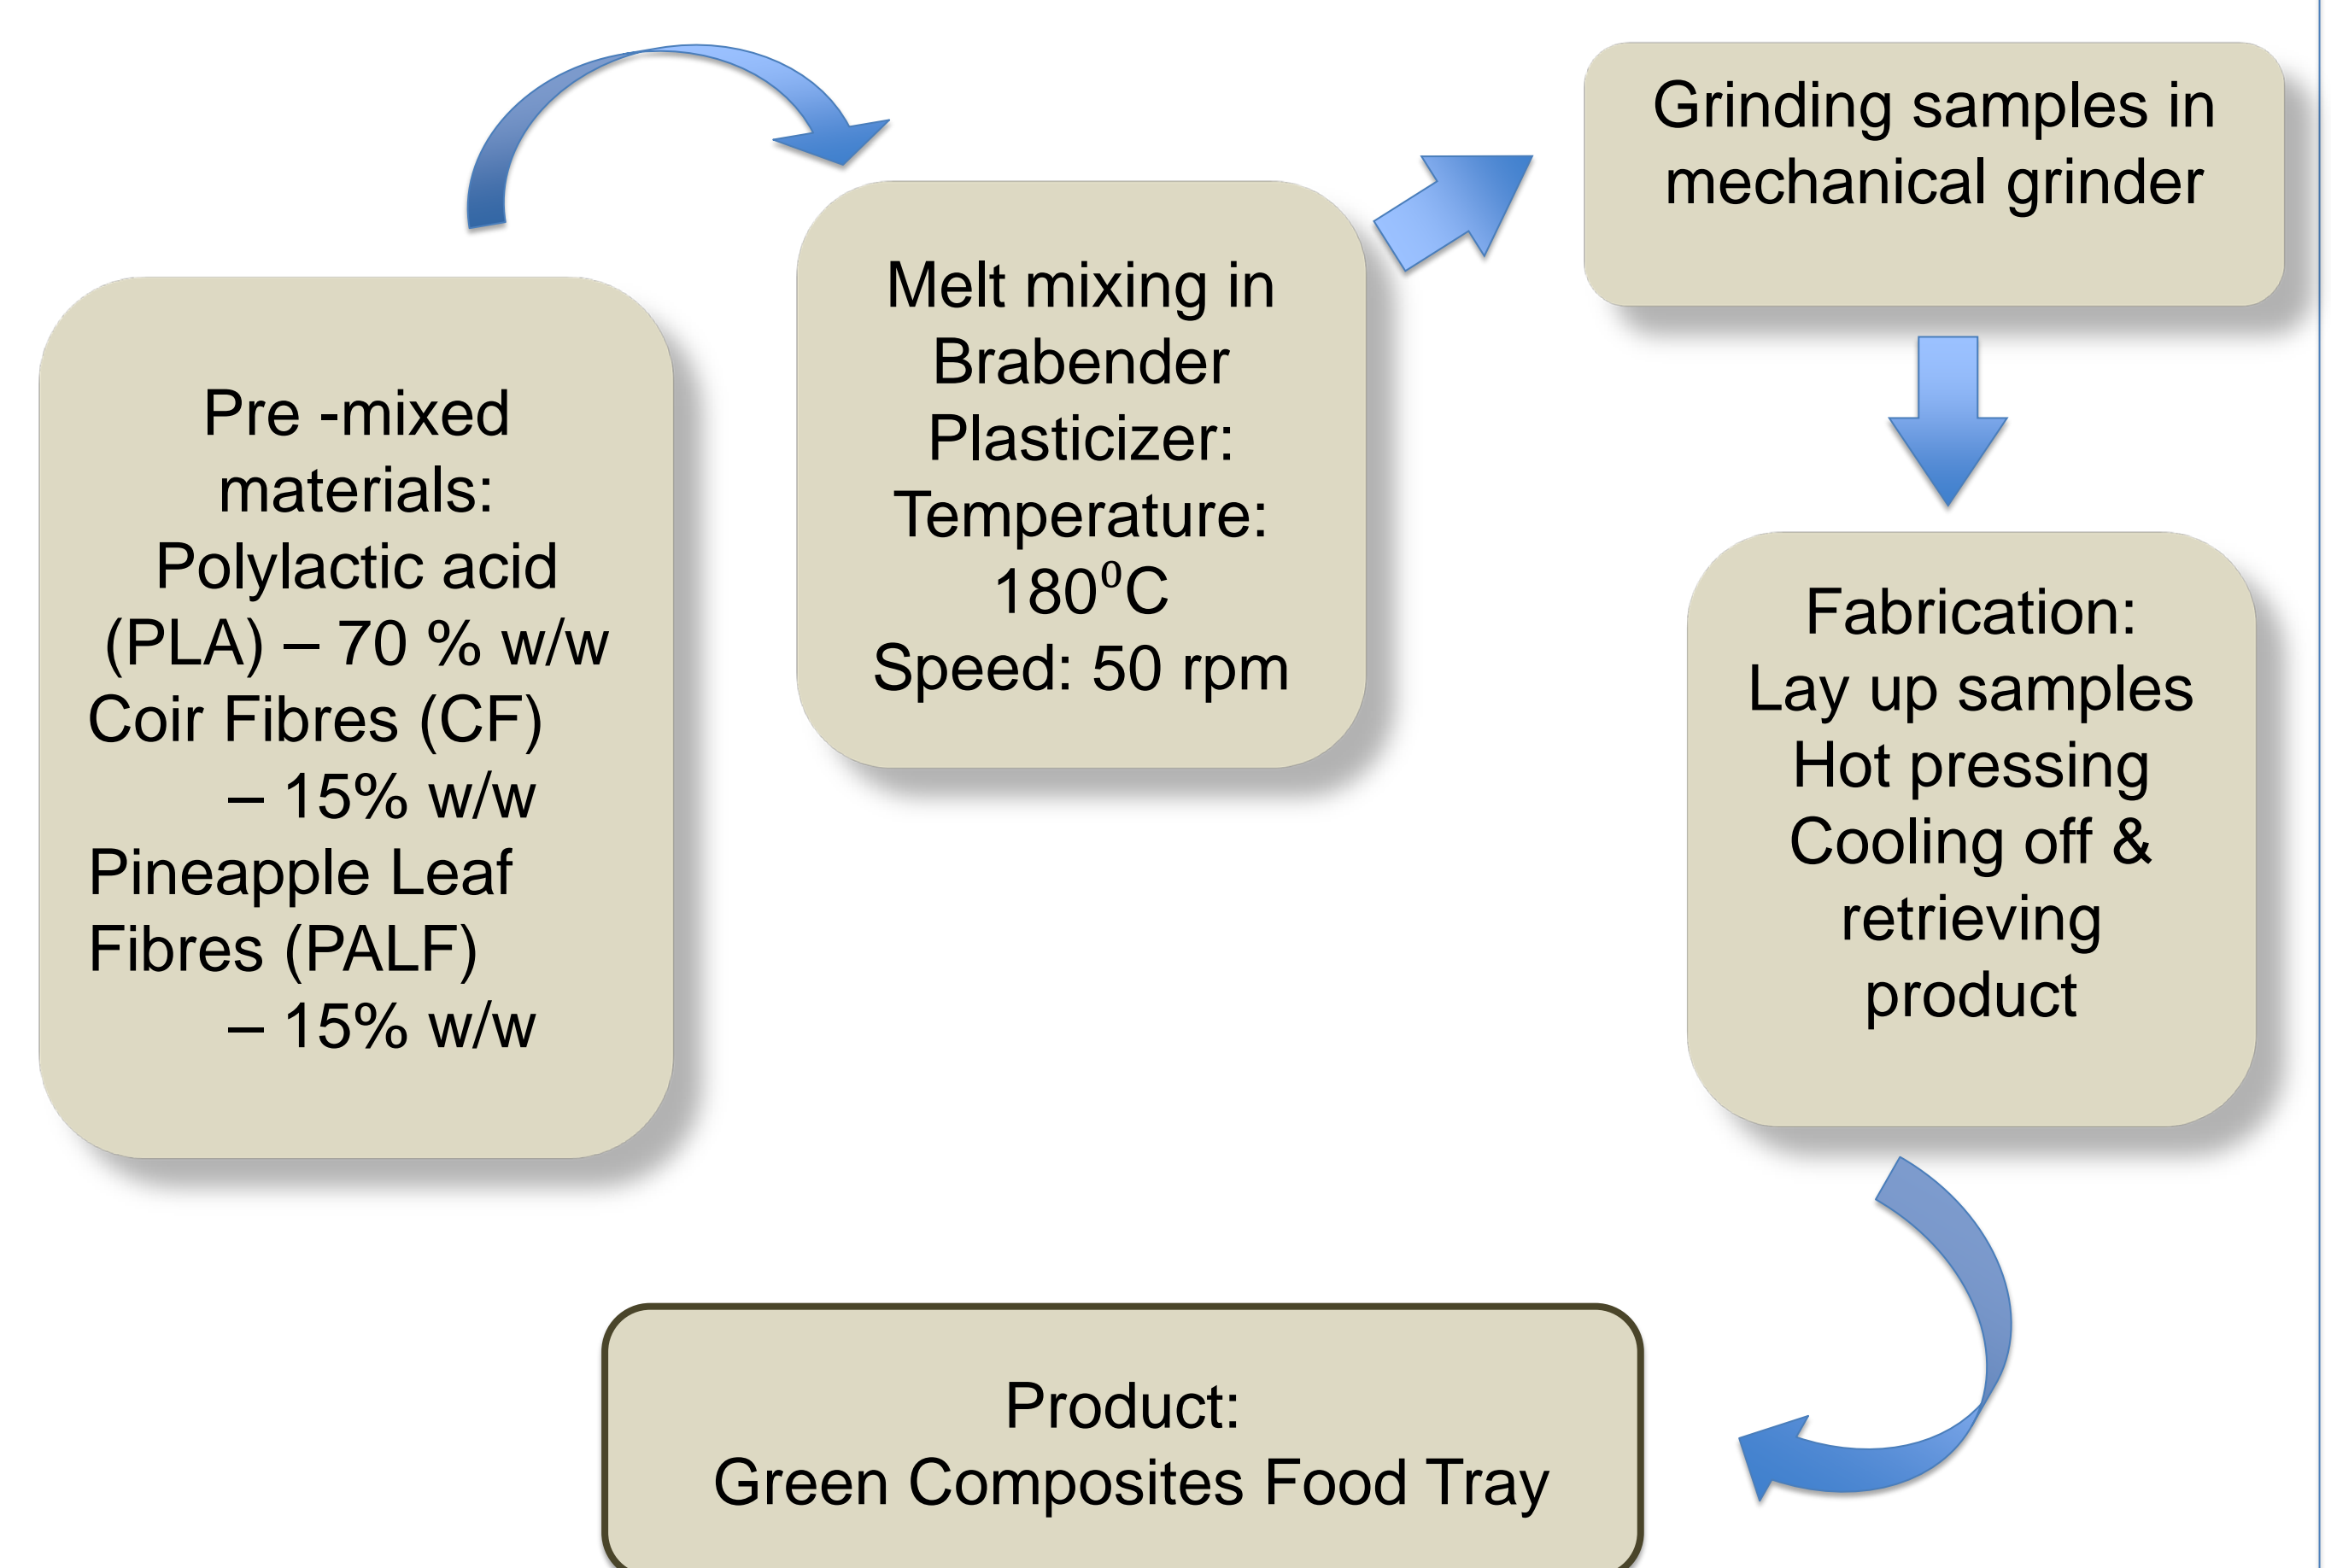 Pre -mixed
materials:
Polylactic acid
(PLA) – 70 % w/w
Coir Fibres (CF)
– 15% w/w
Pineapple Leaf
Fibres (PALF)
– 15% w/w
Melt mixing in
Brabender
Plasticizer:
Temperature:
180⁰C
Speed: 50 rpm
Grinding samples in
mechanical grinder
Fabrication:
Lay up samples
Hot pressing
Cooling off &
retrieving
product
Product:
Green Composites Food Tray